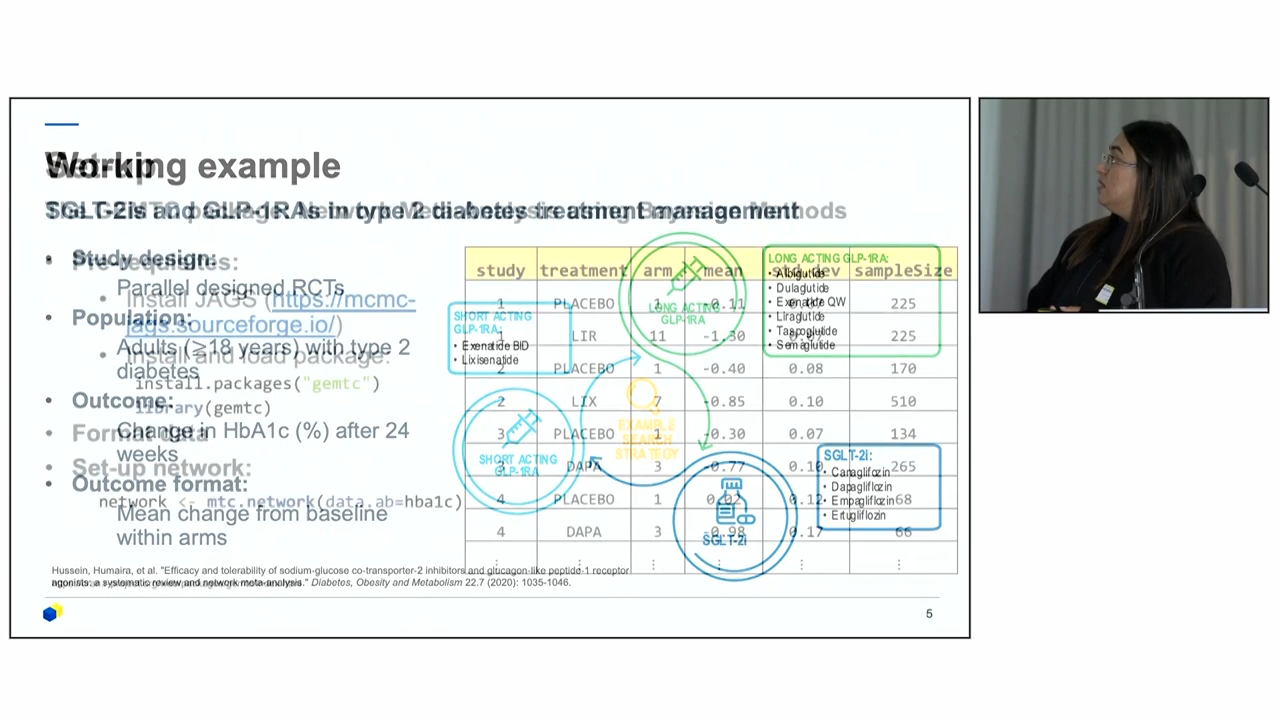 Working example
SGLT-2is and GLP-1RAs in type 2 diabetes treatment management
• Study design:
Pre-requisites:
Parallel designed RCTs
• Install JAGS (https://mcmc-
jags.sourceforge.io/)
• Population:
Adults (≥18 years) with type 2
diabetes
• Install and load package:
install.packages("gemtc")
library(gemtc)
• Outcome:
Change in HbA1c (%) after 24
weeks
• Format data
• Set-up network:
• Outcome format:
network <- mtc.network(data.ab=hba1c)
Mean change from baseline
within arms
study treatment arm mean std.dev sampleSize
1 PLACEBO 1 -0.11 225
1 LIR 11 -1.30 225
2 PLACEBO 1 -0.40 0.08 170
2 LIX 7 -0.85 0.10 510
3 PLACEBO 1 -0.30 0.07 134
3 DAPA 3 -0.77 0.10 265
4 PLACEBO 1 0.02 0.12 68
4 DAPA 3 -0.98 0.17 66
⋮ ⋮ ⋮ ⋮ ⋮
SHORT ACTING
GLP-1RA:
• Exenatide BID
• Lixisenatide
LONG ACTING
GLP-1RA
LONG ACTING GLP-1RA:
• Albiglutide
• Dulaglutide
• Exenatide QW
• Liraglutide
• Taspoglutide
• Semaglutide
EXAMPLE
SEARCH
STRATEGY
SHORT ACTING
GLP-1RA
SGLT-2i
SGLT-2i:
• Canagliflozin
• Dapagliflozin
• Empagliflozin
• Ertugliflozin
Hussein, Humaira, et al. "Efficacy and tolerability of sodium-glucose co-transporter-2 inhibitors and glucagon-like peptide-1 receptor
agonists: a systematic review and network meta-analysis." Diabetes, Obesity and Metabolism 22.7 (2020): 1035-1046.
5